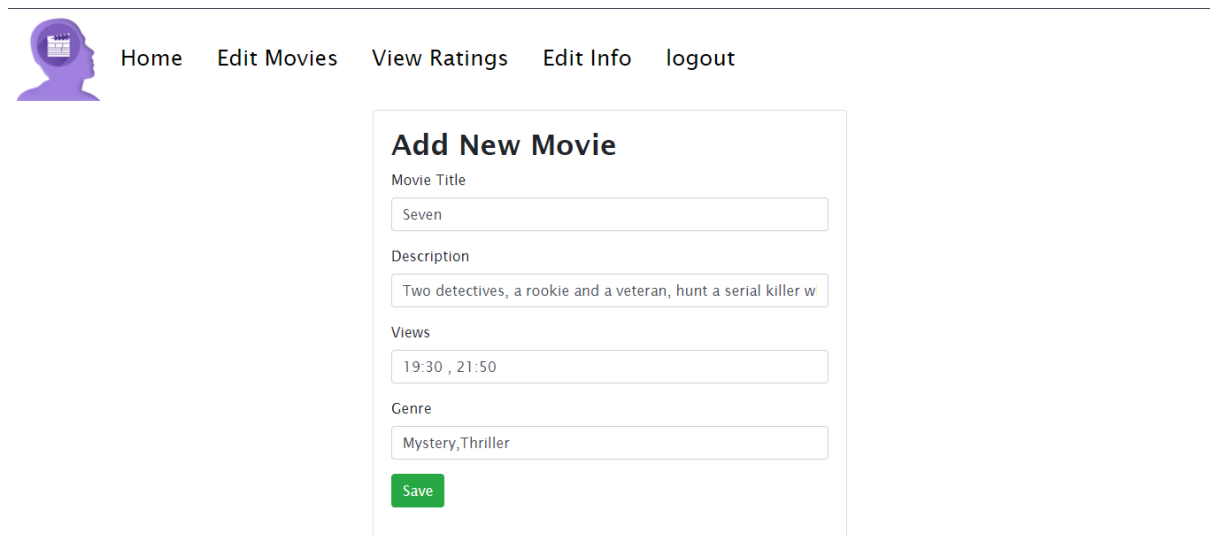 Home Edit Movies View Ratings Edit Info logout
Add New Movie
Movie Title
Seven
Description
Two detectives, a rookie and a veteran, hunt a serial killer w
Views
19:30 , 21:50
Genre
Mystery,Thriller
Save